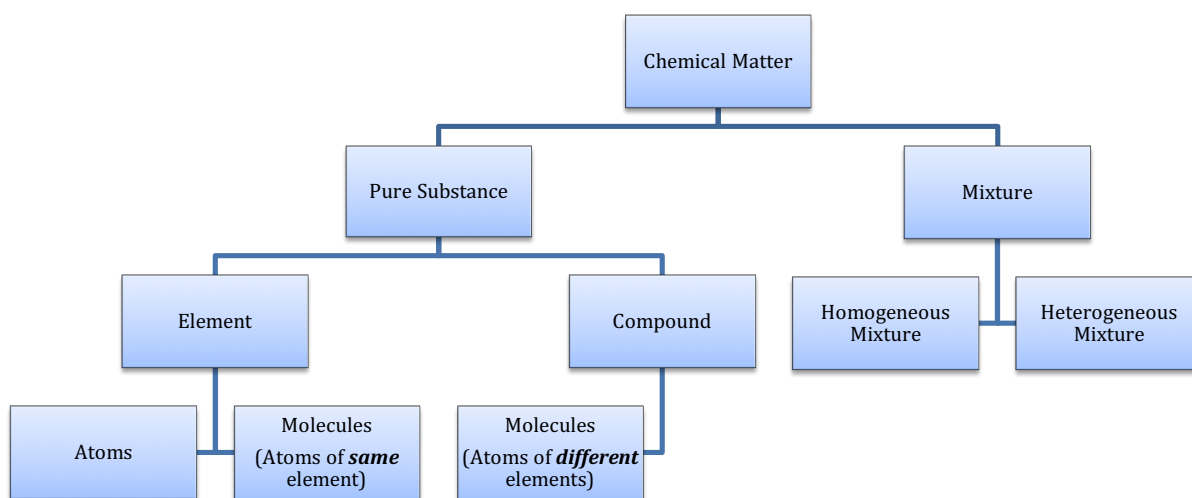 Chemical Matter
Pure Substance
Mixture
Element
Compound
Homogeneous
Mixture
Heterogeneous
Mixture
Atoms
Molecules
(Atoms of same
element)
Molecules
(Atoms of different
elements)